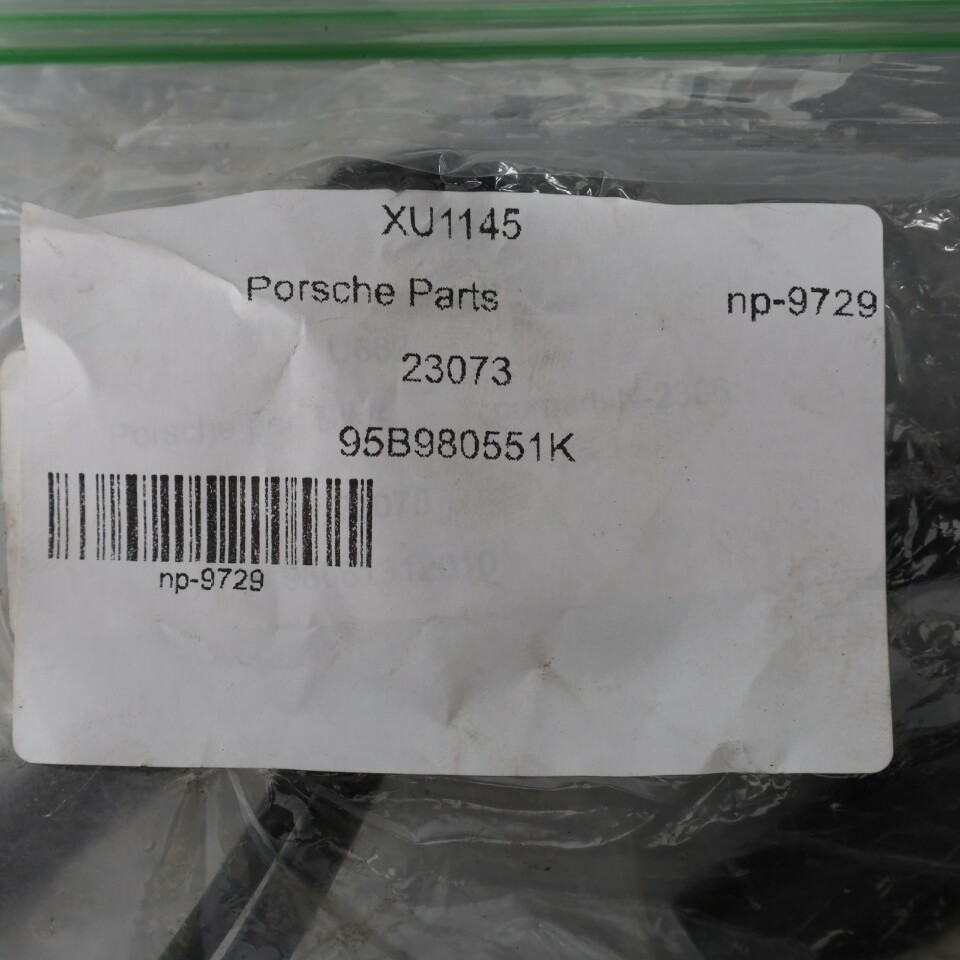 XU1145
Porsche Parts np-9729
23073
95B980551K
np-9729